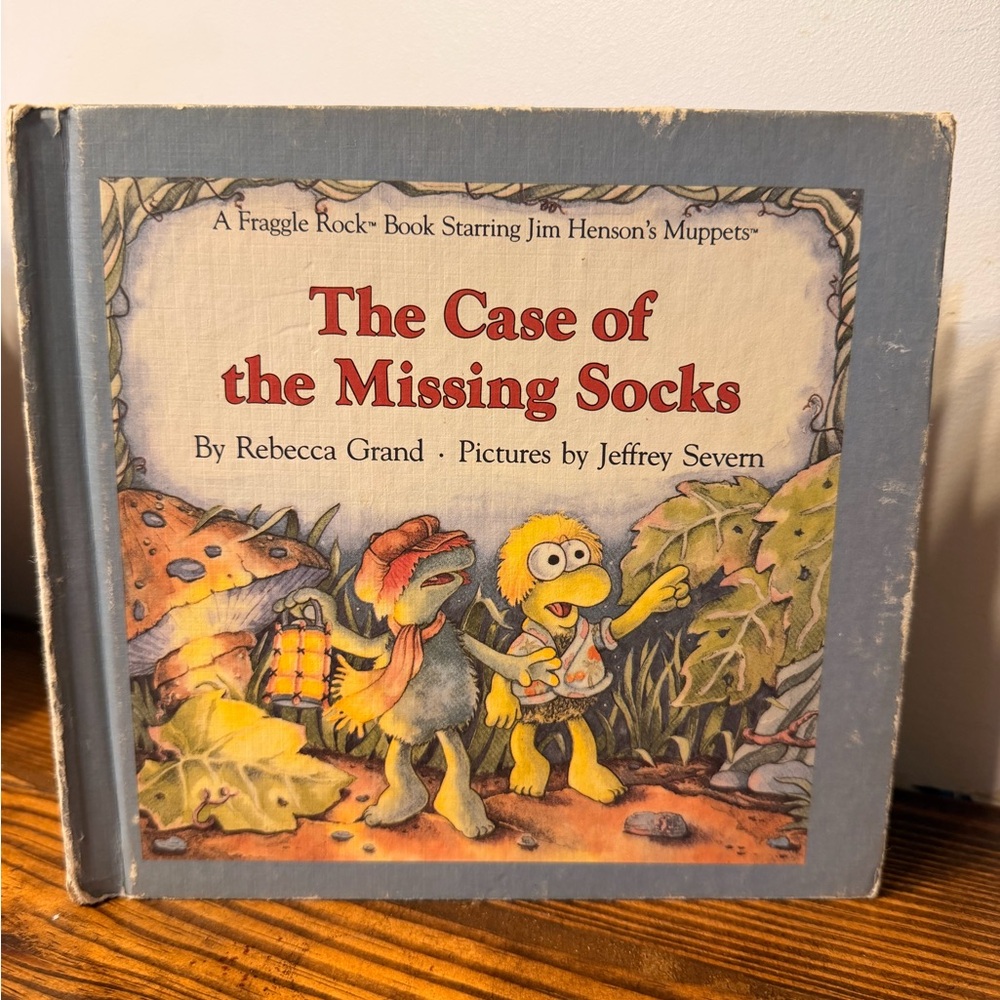 A Fraggle Rock™ Book Starring Jim Henson's Muppets™
The Case of
the Missing Socks
By Rebecca Grand · Pictures by Jeffrey Severn